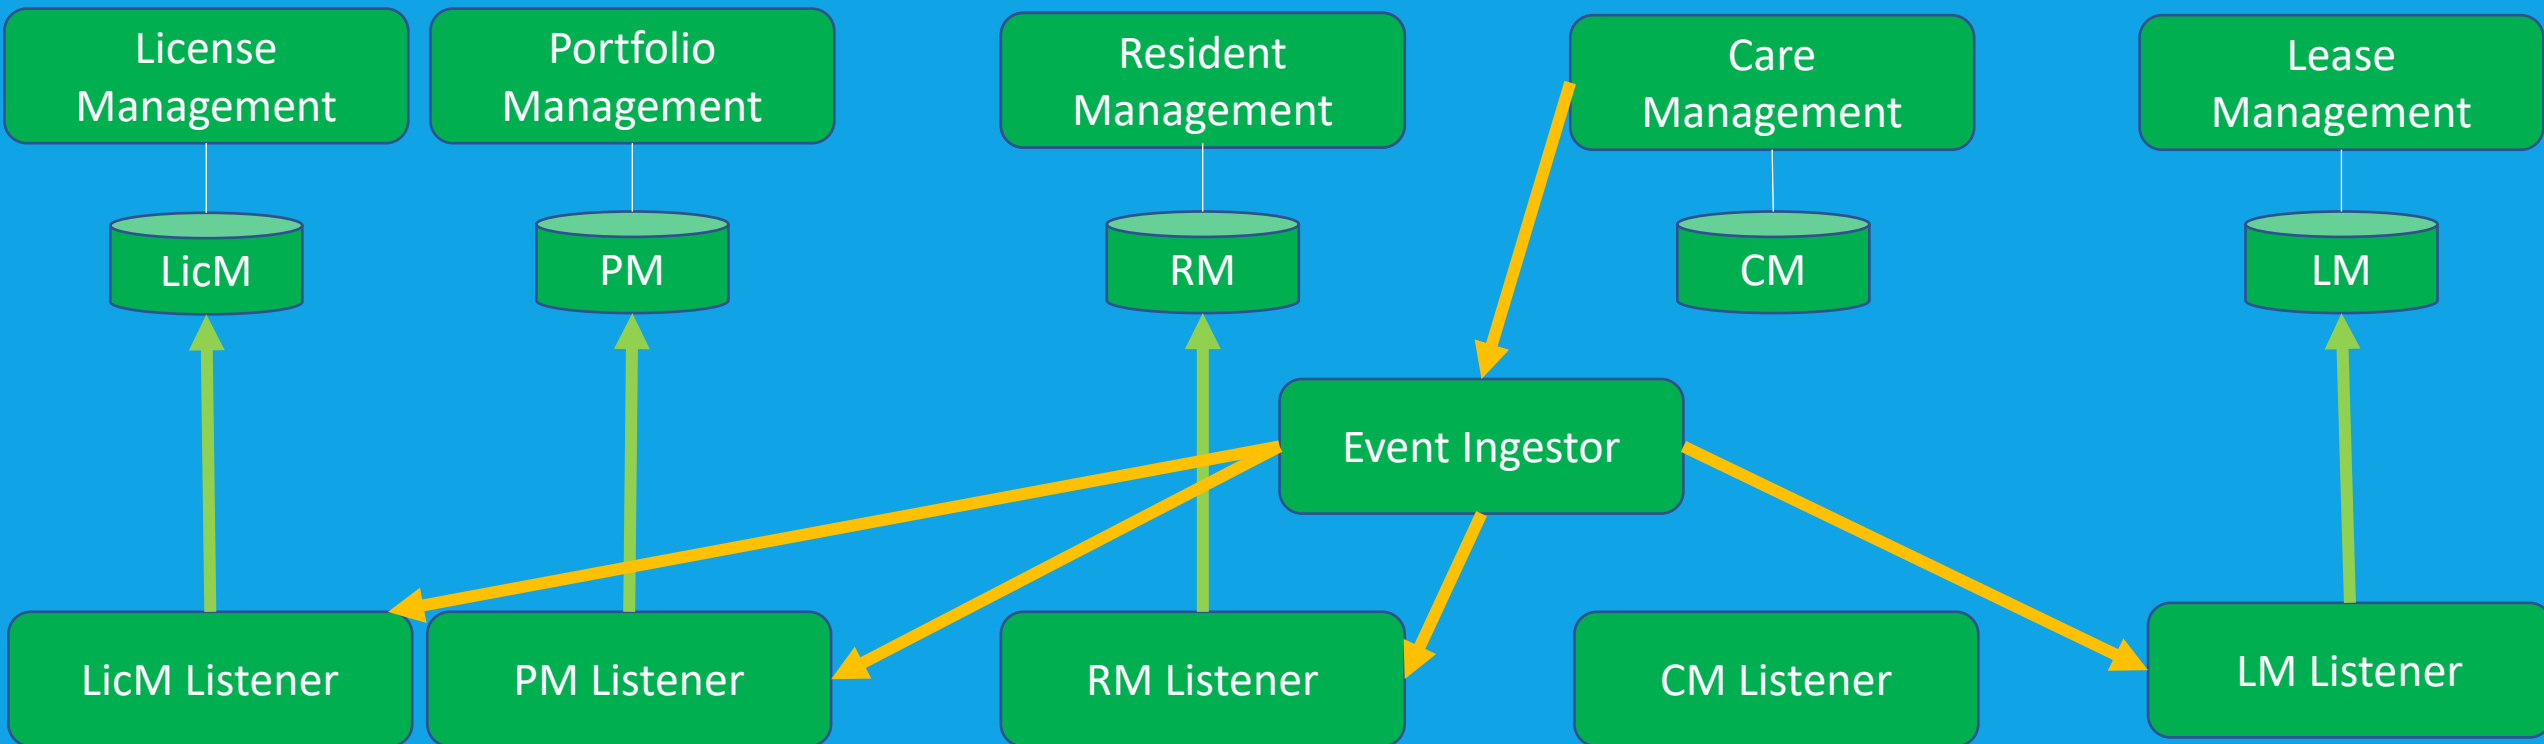 License
Management
Portfolio
Management
Resident
Management
Care
Management
Lease
Management
LicM
PM
RM
CM
LM
Event Ingestor
LicM Listener
PM Listener
RM Listener
CM Listener
LM Listener